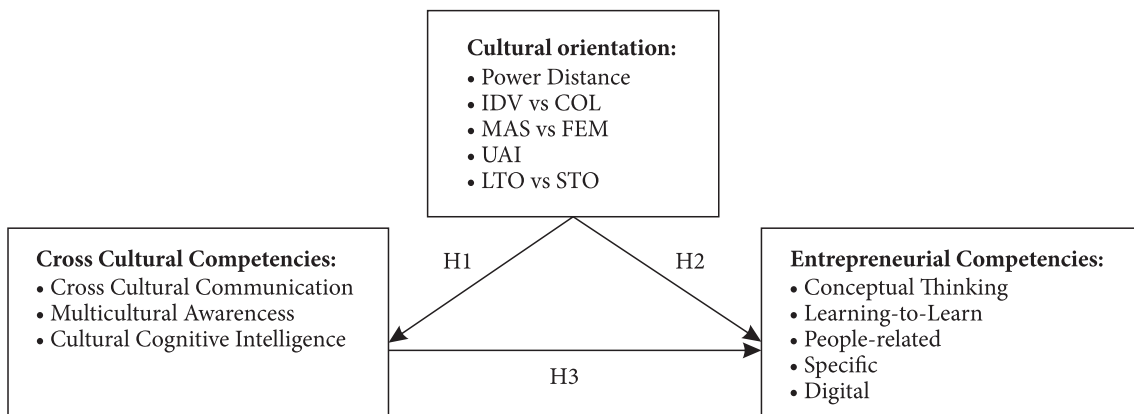 Cultural orientation:
• Power Distance
• IDV vs COL
• MAS vs FEM
• UAI
• LTO vs STO
H1
H2
Cross Cultural Competencies:
• Cross Cultural Communication
• Multicultural Awarencess
• Cultural Cognitive Intelligence
Entrepreneurial Competencies:
• Conceptual Thinking
• Learning-to-Learn
• People-related
• Specific
• Digital
H3